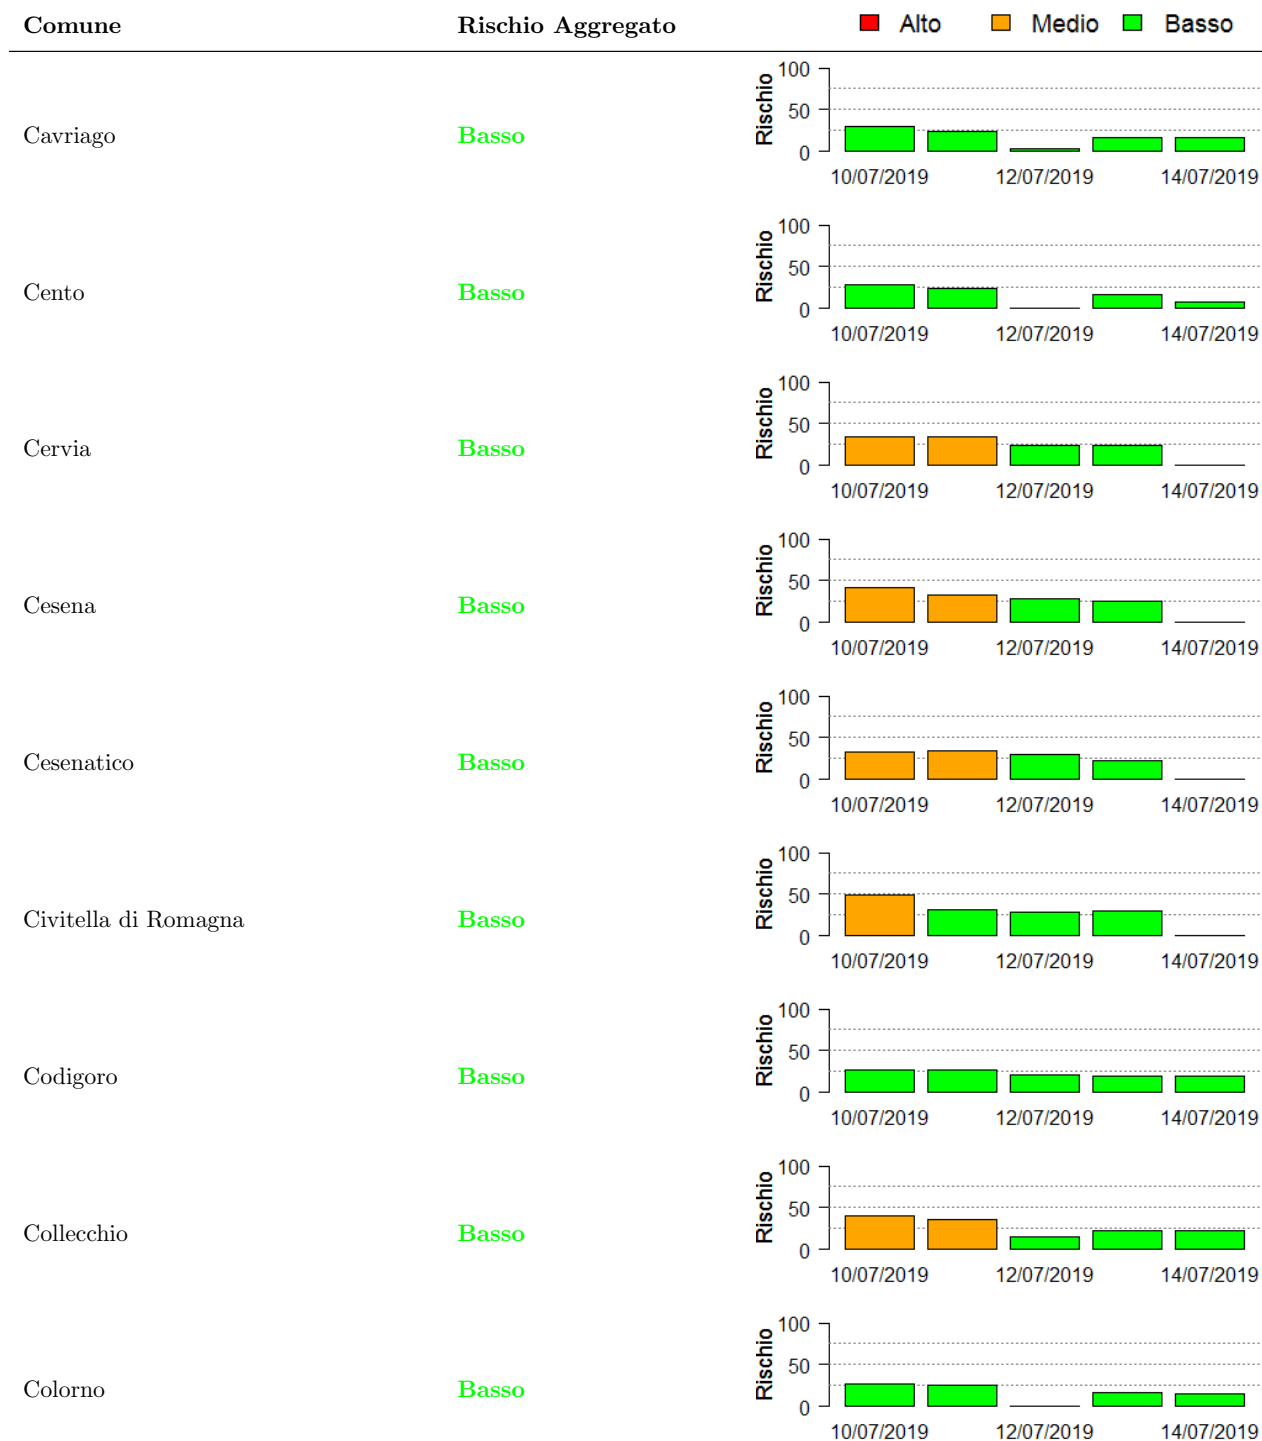 Comune Rischio Aggregato Alto Medio Basso
100
50
0
Rischio
Cavriago Basso
10/07/2019 12/07/2019 14/07/2019
100
50
0
Rischio
Cento Basso
10/07/2019 12/07/2019 14/07/2019
100
50
0
Rischio
Cervia Basso
10/07/2019 12/07/2019 14/07/2019
100
50
0
Rischio
Cesena Basso
10/07/2019 12/07/2019 14/07/2019
100
50
0
Rischio
Cesenatico Basso
10/07/2019 12/07/2019 14/07/2019
100
50
0
Rischio
Civitella di Romagna Basso
10/07/2019 12/07/2019 14/07/2019
100
50
0
Rischio
Codigoro Basso
10/07/2019 12/07/2019 14/07/2019
100
50
0
Rischio
Collecchio Basso
10/07/2019 12/07/2019 14/07/2019
100
50
0
Rischio
Colorno Basso
10/07/2019 12/07/2019 14/07/2019